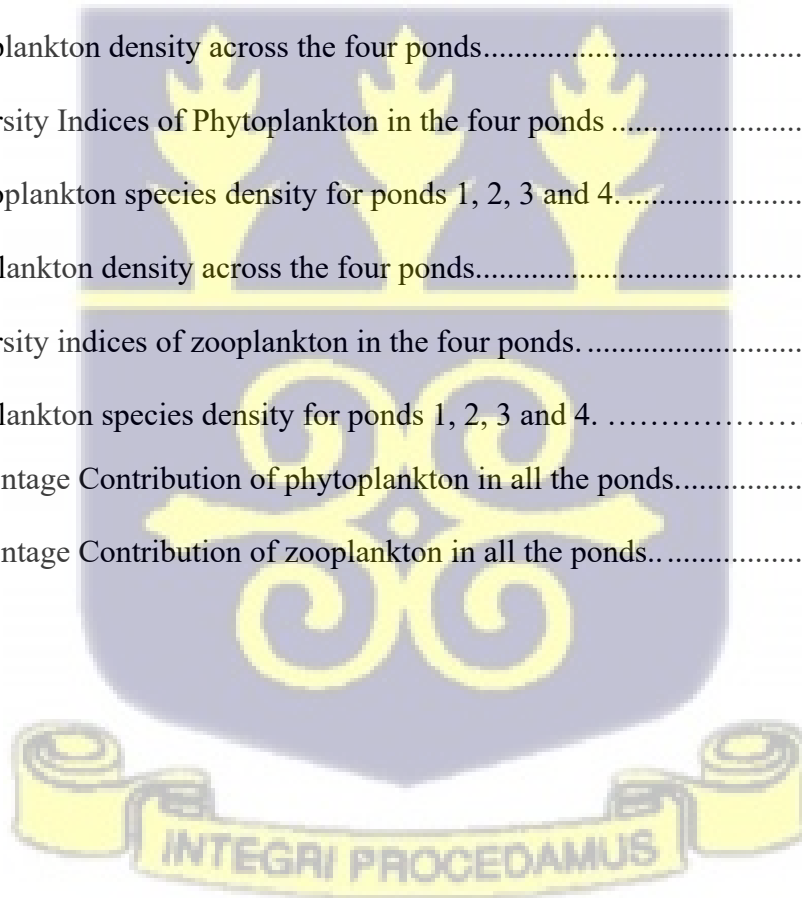 plankton density across the four ponds........................................
rsity Indices of Phytoplankton in the four ponds ........................
oplankton species density for ponds 1, 2, 3 and 4. ......................
lankton density across the four ponds.........................................
rsity indices of zooplankton in the four ponds. ...........................
lankton species density for ponds 1, 2, 3 and 4. ………………
ntage Contribution of phytoplankton in all the ponds................
ntage Contribution of zooplankton in all the ponds.. .................
INTEGRI PROCEDAMUS